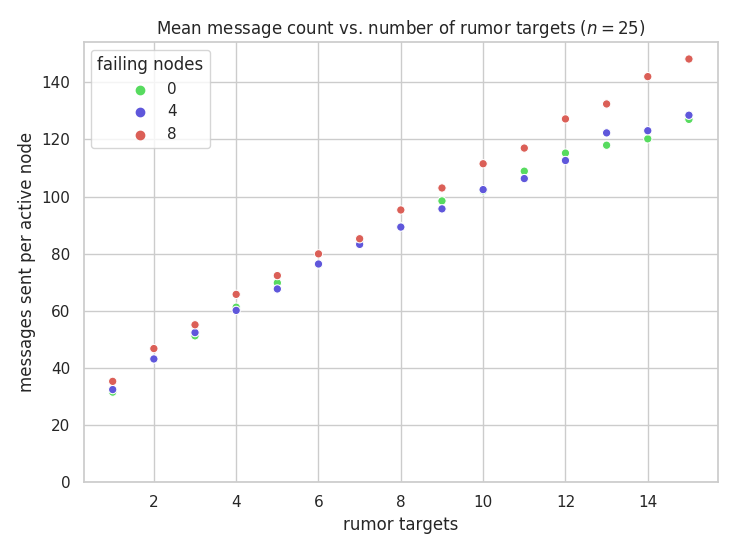 Mean message count vs. number of rumor targets (n = 25)
failing nodes
0
4
8
messages sent per active node
140
120
100
80
60
40
20
0
2 4 6 8 10 12 14
rumor targets